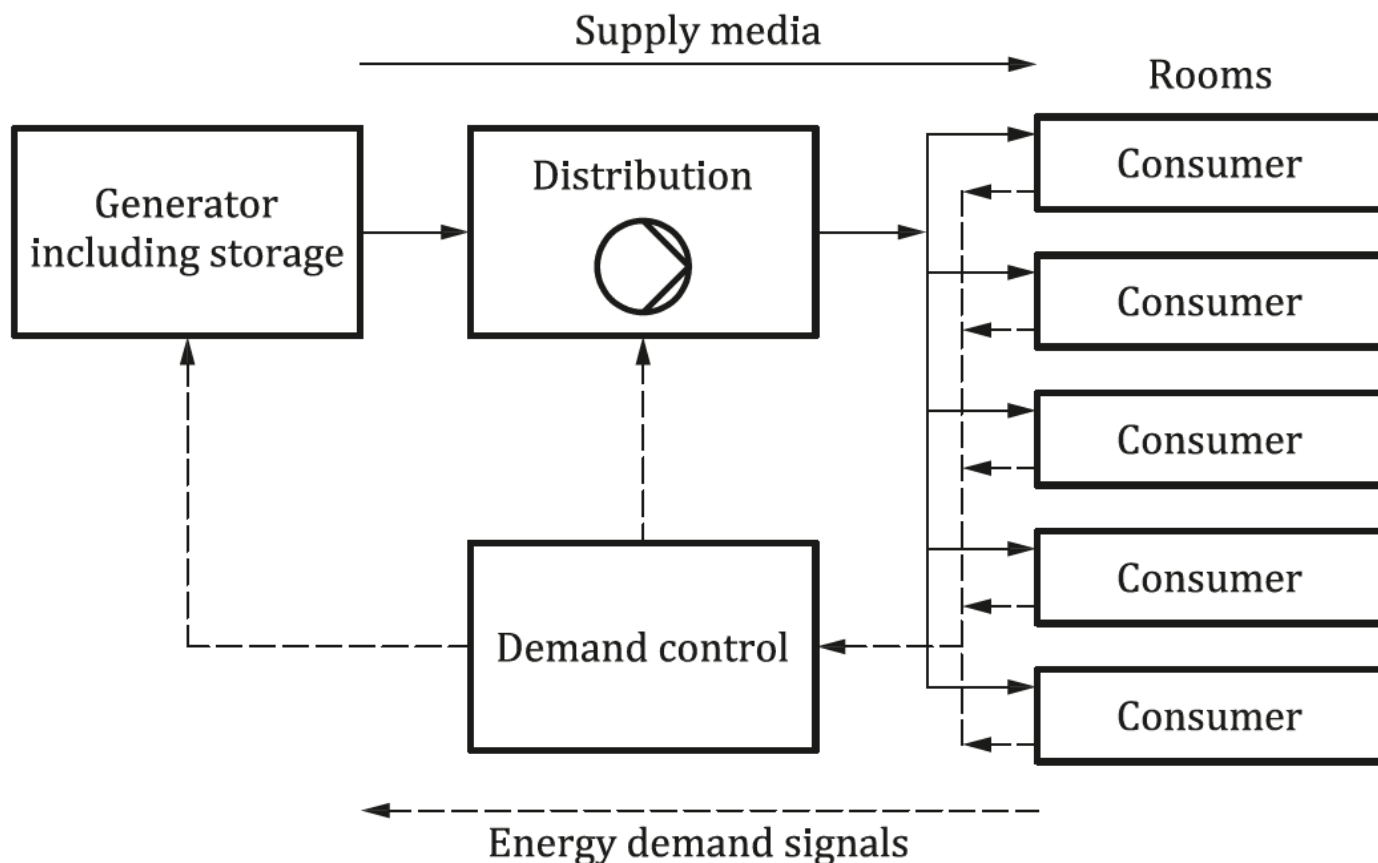 Supply media
Rooms
Generator
including storage
Distribution
Consumer
Consumer
Consumer
Consumer
Consumer
Demand control
Energy demand signals